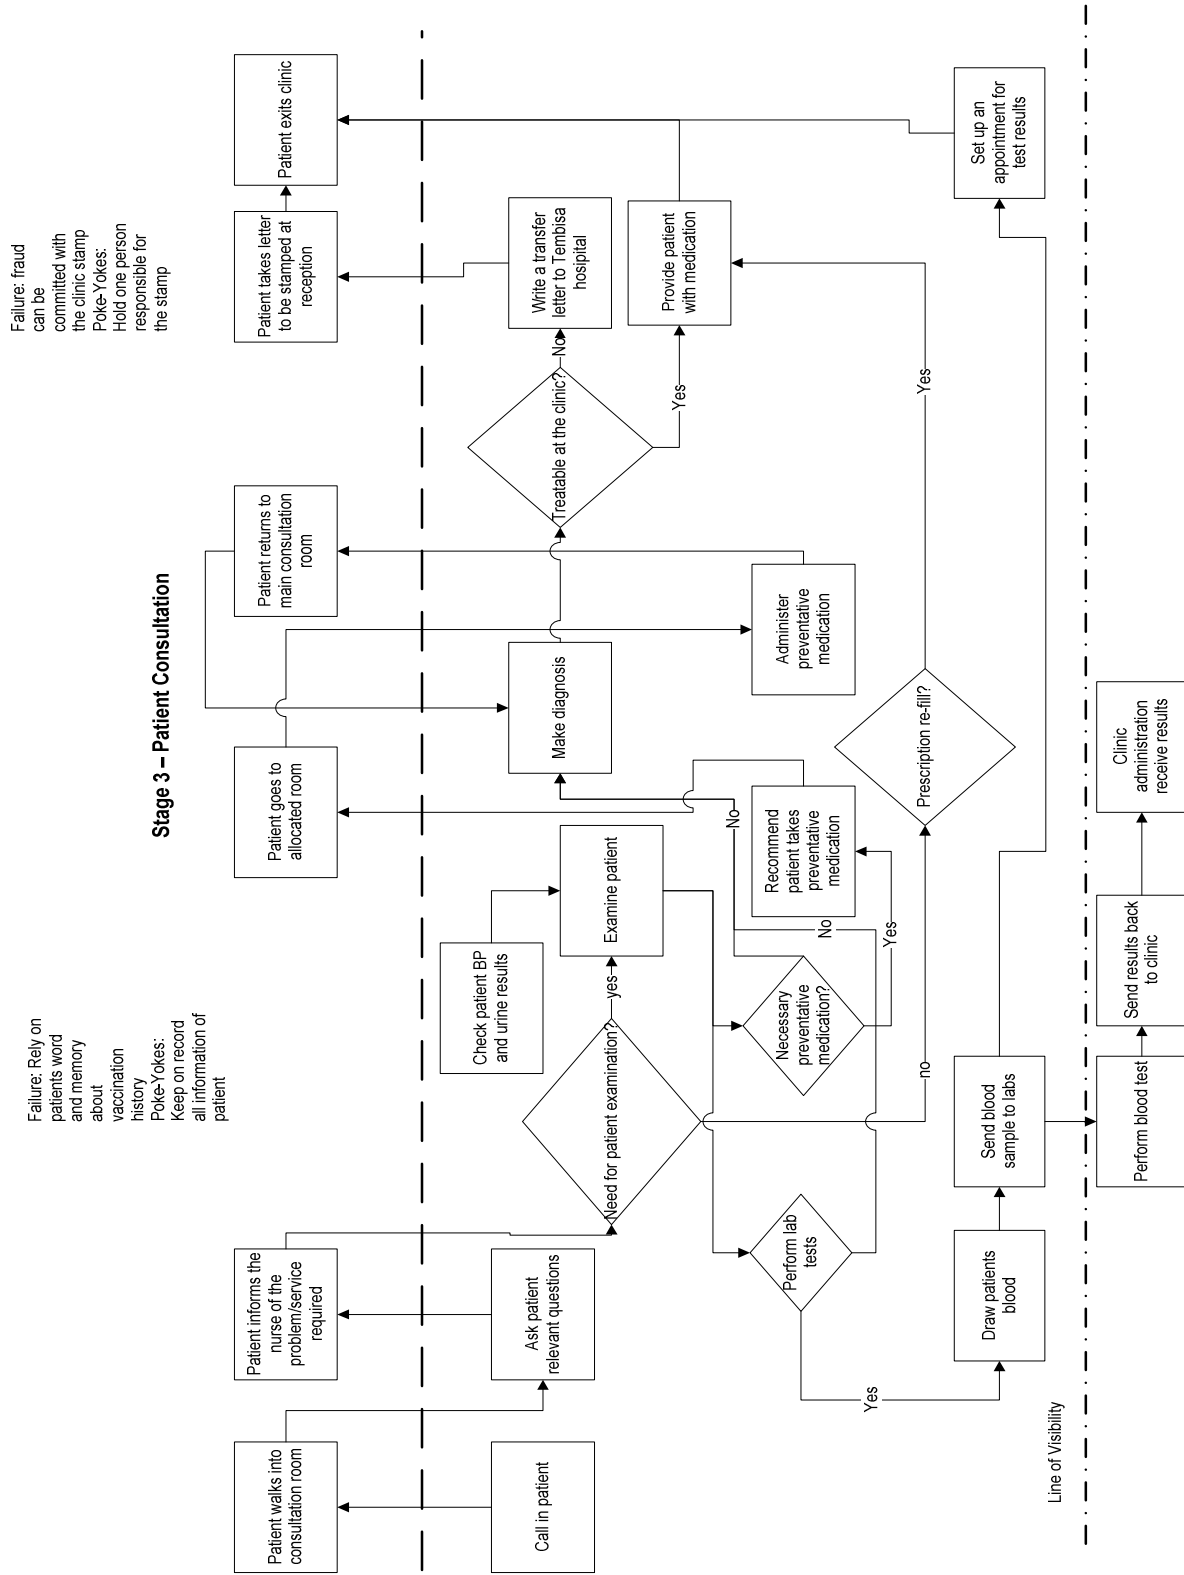 Stage 3 – Patient Consultation
Failure: Rely on
patients word
and memory
about
vaccination
history
Poke-Yokes:
Keep on record
all information of
patient
Failure: fraud
can be
committed with
the clinic stamp
Poke-Yokes:
Hold one person
responsible for
the stamp
Patient walks into
consultation room
Patient informs the
nurse of the
problem/service
required
Patient goes to
allocated room
Patient returns to
main consultation
room
Patient takes letter
to be stamped at
reception
Patient exits clinic
Call in patient
Ask patient
relevant questions
Need for patient examination?
yes
no
Check patient BP
and urine results
Examine patient
Make diagnosis
Treatable at the clinic?
No
Yes
Write a transfer
letter to Tembisa
hospital
Provide patient
with medication
Perform lab
tests
Yes
No
Necessary
preventative
medication?
No
Yes
Recommend
patient takes
preventative
medication
Administer
preventative
medication
Prescription re-fill?
Yes
Draw patients
blood
Send blood
sample to labs
Set up an
appointment for
test results
Line of Visibility
Perform blood test
Send results back
to clinic
Clinic
administration
receive results